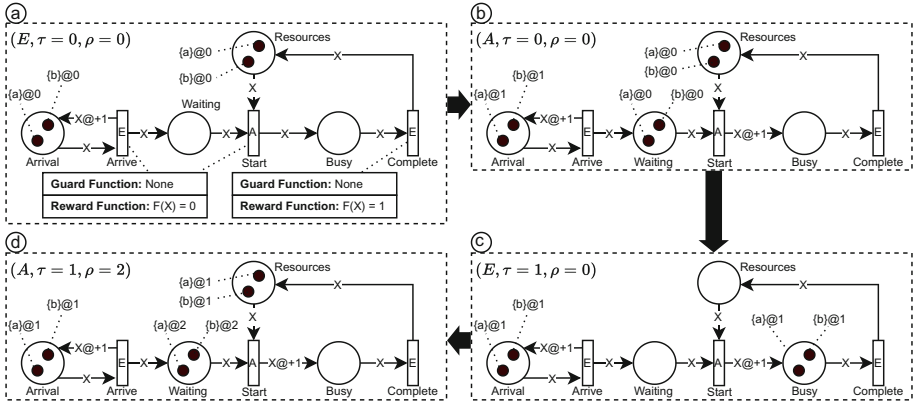 a
(E, τ = 0, ρ = 0)
Resources
{a}@0
{b}@0
X
X
{b}@0
{a}@0
Waiting
X@+1
E
X
X
A
X
X
E
X
Arrival
Arrive
Start
Busy
Complete
Guard Function: None
Reward Function: F(X) = 0
Guard Function: None
Reward Function: F(X) = 1
b
(A, τ = 0, ρ = 0)
Resources
{a}@0
{b}@0
X
X
{b}@1
{a}@1
{a}@0
{b}@0
X@+1
E
X
X
A
X@+1
X
E
X
Arrival
Arrive
Waiting
Start
Busy
Complete
d
(A, τ = 1, ρ = 2)
Resources
{a}@1
{b}@1
X
X
{b}@1
{a}@1
{a}@2
{b}@2
X@+1
E
X
X
A
X@+1
X
E
X
Arrival
Arrive
Waiting
Start
Busy
Complete
c
(E, τ = 1, ρ = 0)
Resources
X
X
{b}@1
{a}@1
{a}@1
{b}@1
X@+1
E
X
X
A
X@+1
X
E
X
Arrival
Arrive
Waiting
Start
Busy
Complete